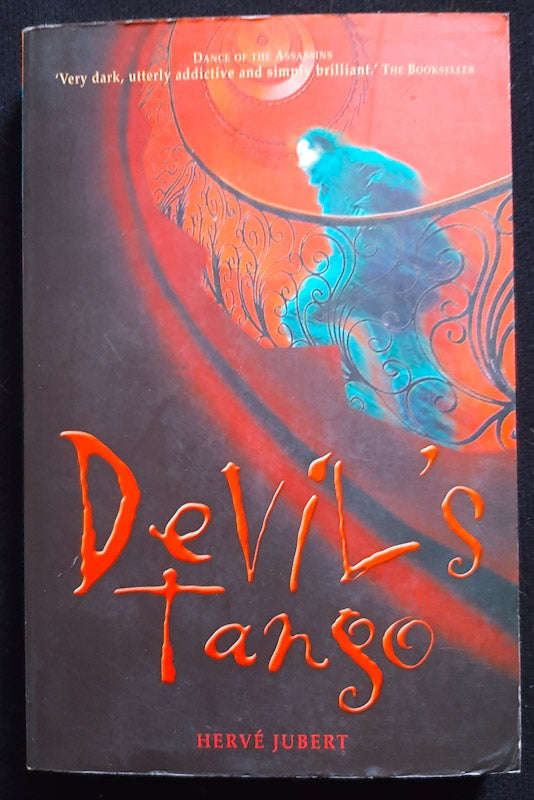 DANCE OF THE ASSASSINS
'Very dark, utterly addictive and simply brilliant.' THE BOOKSELLER
DeViL's
Tango
HERVÉ JUBERT